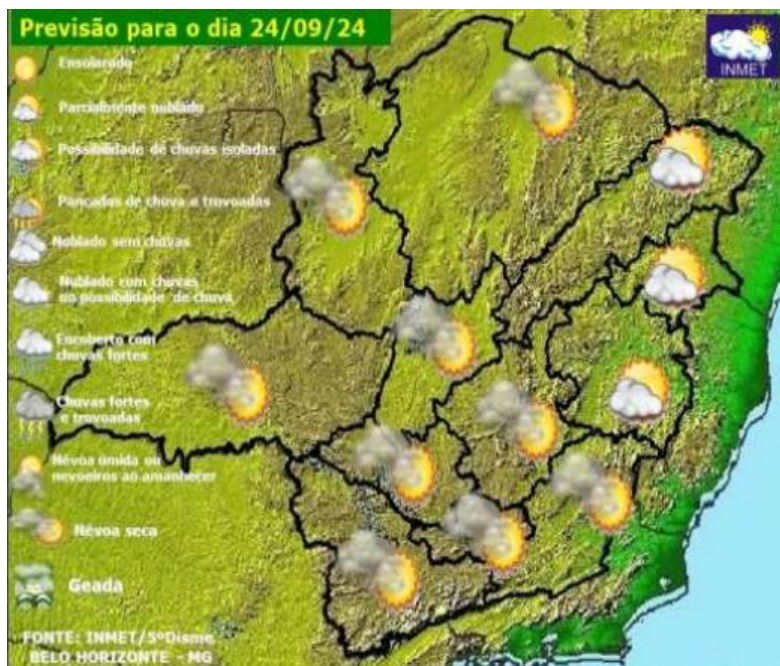 Previsão para o dia 24/09/24
INMET
Ensolarado
Parcialmente nublado
Possibilidade de chuvas isoladas
Pancadas de chuva e trovoadas
Nublado sem chuvas
Nublado com chuvas
ou possibilidade de chuva
Encoberto com
chuvas fortes
Chuvas fortes
e trovoadas
Névoa úmida ou
nevoeiros ao amanhecer
Névoa seca
Geada
FONTE: INMET/5ºDisme
BELO HORIZONTE - MG